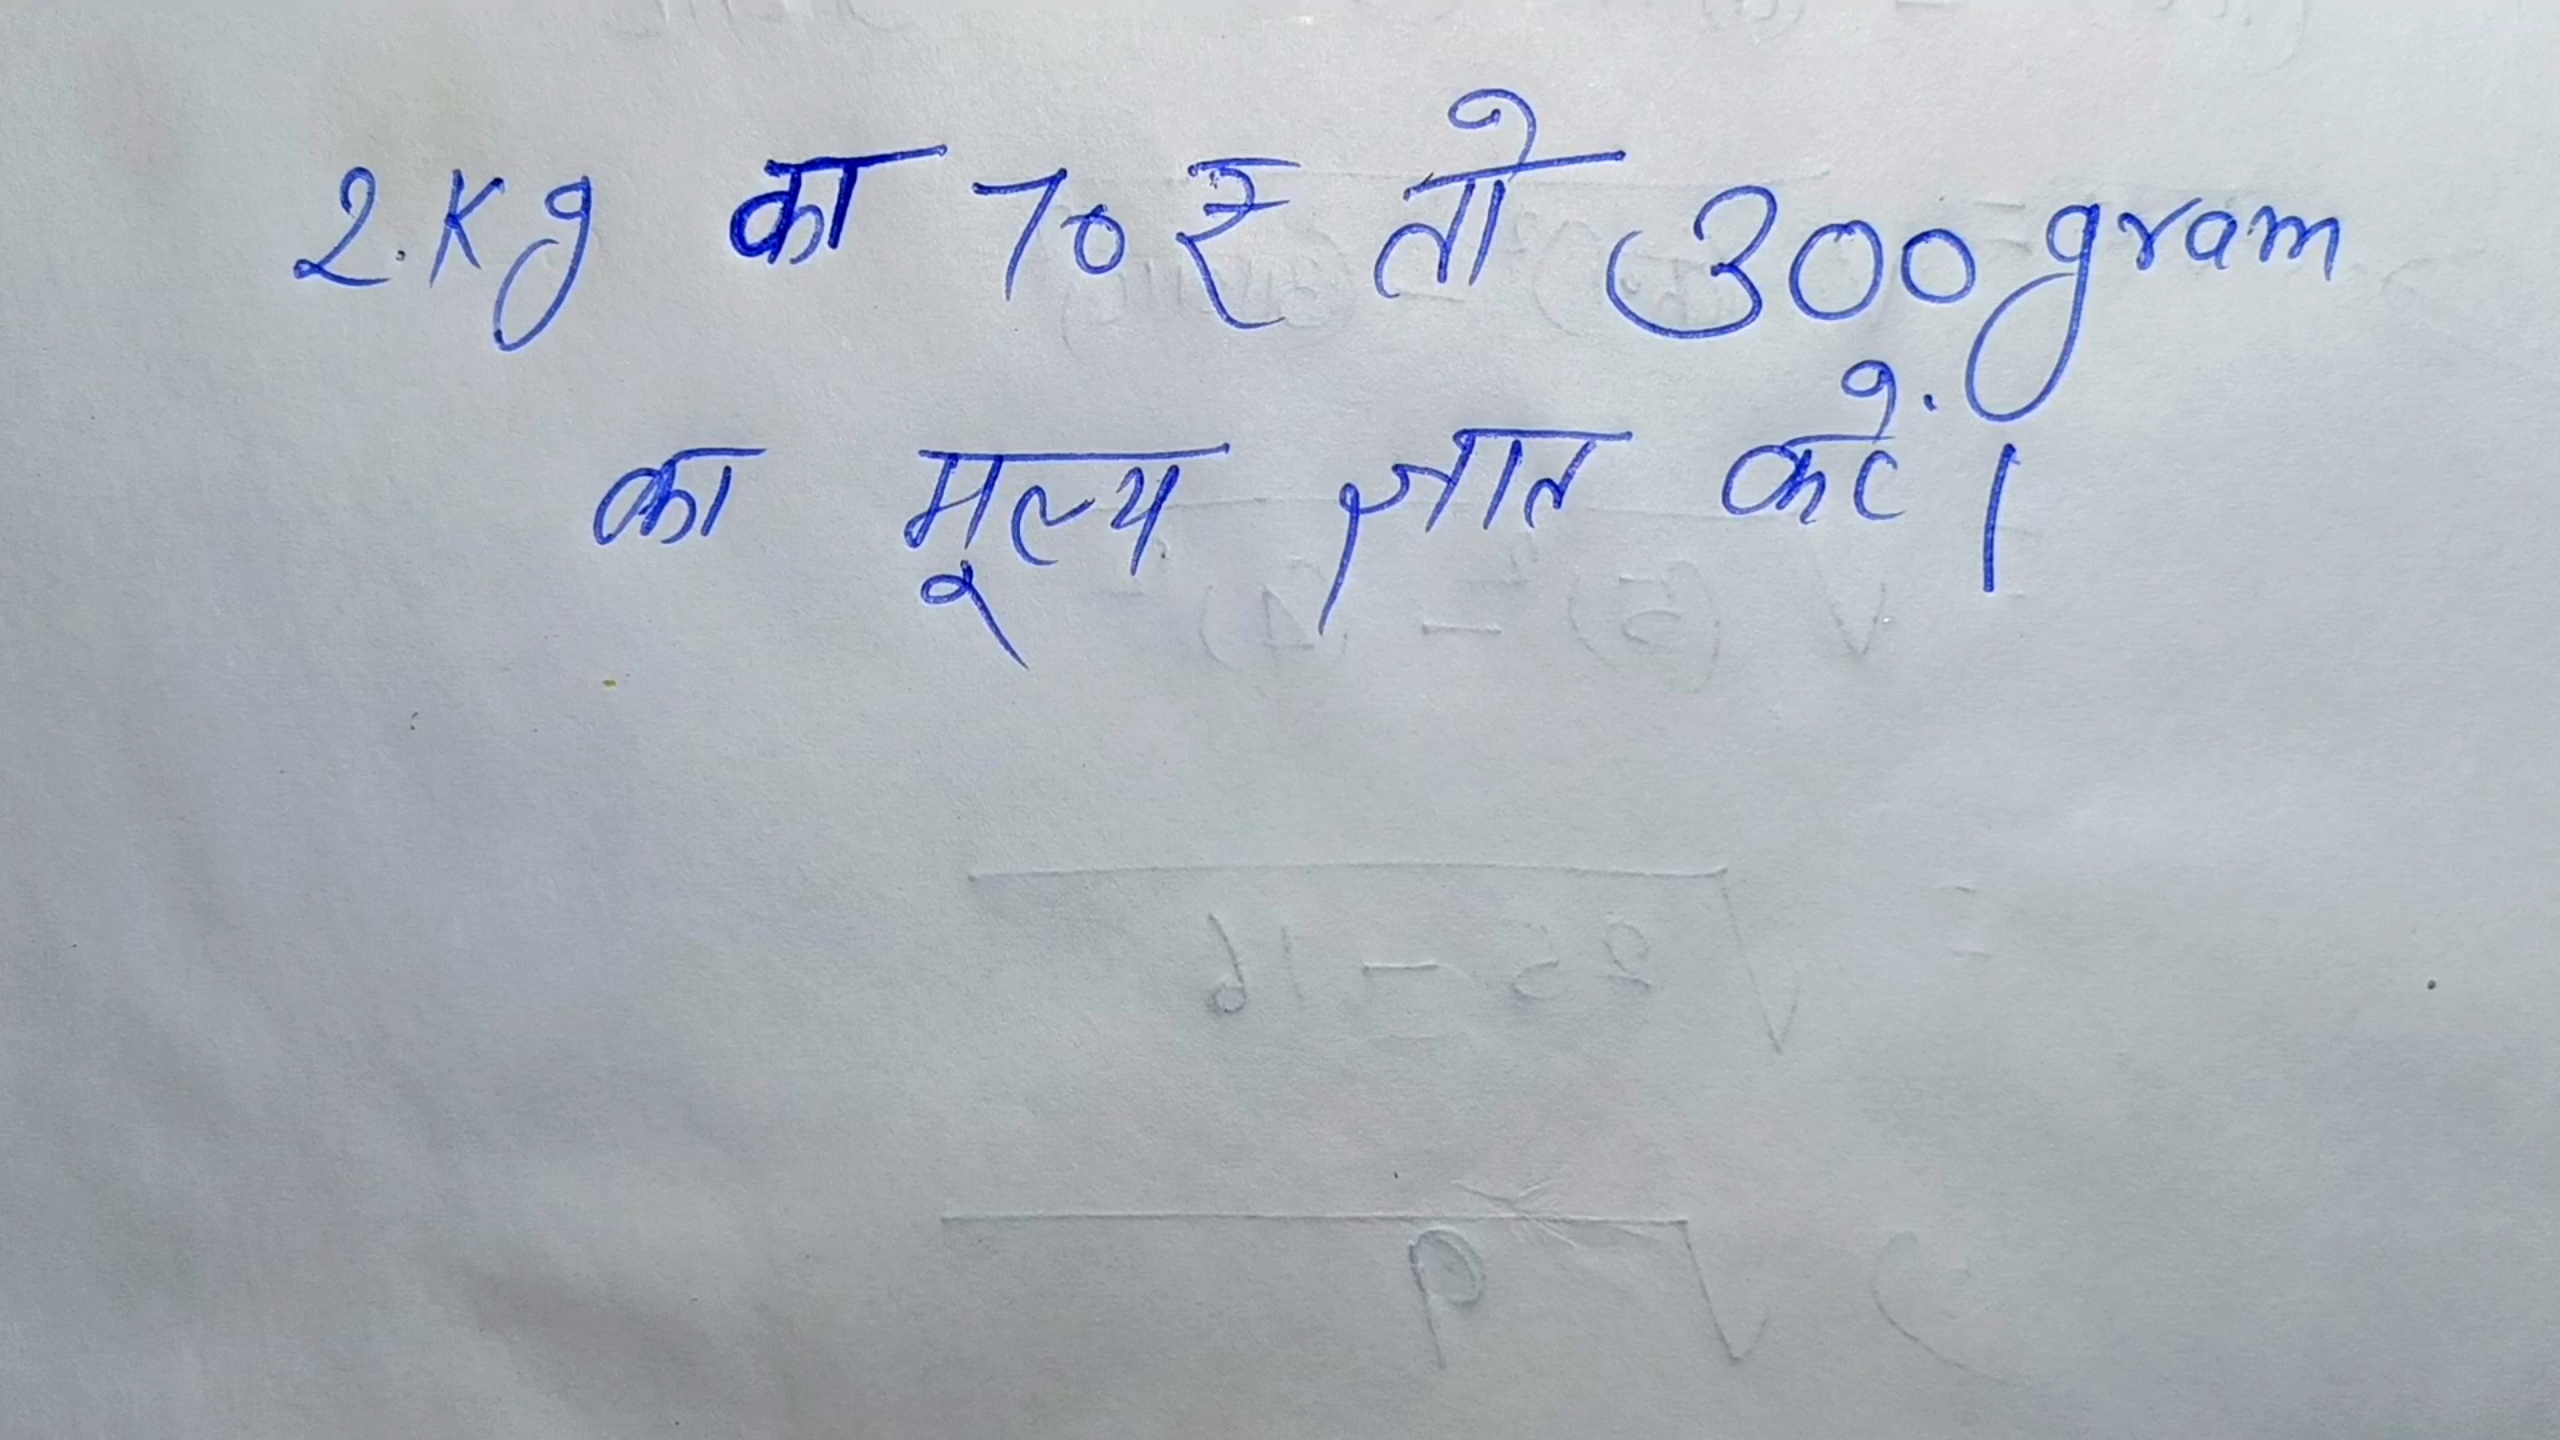 2.Kg का 70 ₹ तो 300 gram
का मूल्य ज्ञात करें।